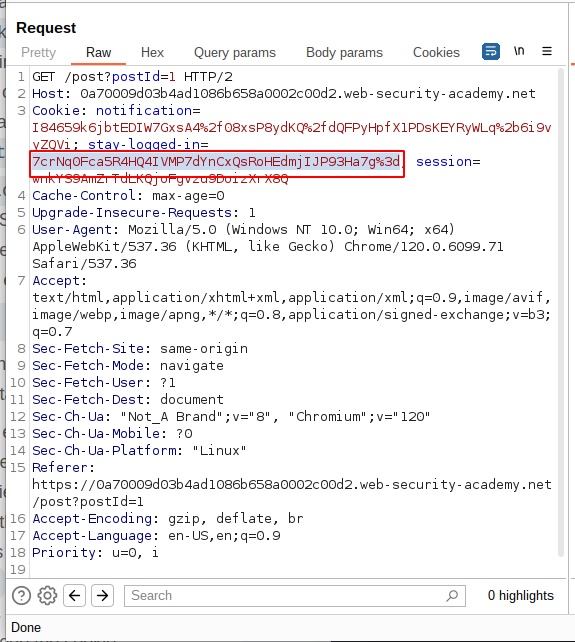 Request
Pretty Raw Hex Query params Body params Cookies \n
1 GET /post?postId=1 HTTP/2
2 Host: 0a70009d03b4ad1086b658a0002c00d2.web-security-academy.net
3 Cookie: notification=
I84659k6jbtEDIW7GxsA4%2f08xsP8ydKQ%2fdQFPyHpfX1PDsKEYRyWLq%2b6i9v
vZQVi; stay-logged-in=
7crNq0Fca5R4HQ4IVMP7dYnCxQsRoHEdmjIJP93Ha7g%3d; session=
4 Cache-Control: max-age=0
5 Upgrade-Insecure-Requests: 1
6 User-Agent: Mozilla/5.0 (Windows NT 10.0; Win64; x64)
AppleWebKit/537.36 (KHTML, like Gecko) Chrome/120.0.6099.71
Safari/537.36
7 Accept:
text/html,application/xhtml+xml,application/xml;q=0.9,image/avif,
image/webp,image/apng,*/*;q=0.8,application/signed-exchange;v=b3;
q=0.7
8 Sec-Fetch-Site: same-origin
9 Sec-Fetch-Mode: navigate
10 Sec-Fetch-User: ?1
11 Sec-Fetch-Dest: document
12 Sec-Ch-Ua: "Not_A Brand";v="8", "Chromium";v="120"
13 Sec-Ch-Ua-Mobile: ?0
14 Sec-Ch-Ua-Platform: "Linux"
15 Referer:
https://0a70009d03b4ad1086b658a0002c00d2.web-security-academy.net
/post?postId=1
16 Accept-Encoding: gzip, deflate, br
17 Accept-Language: en-US,en;q=0.9
18 Priority: u=0, i
19
Search 0 highlights
Done